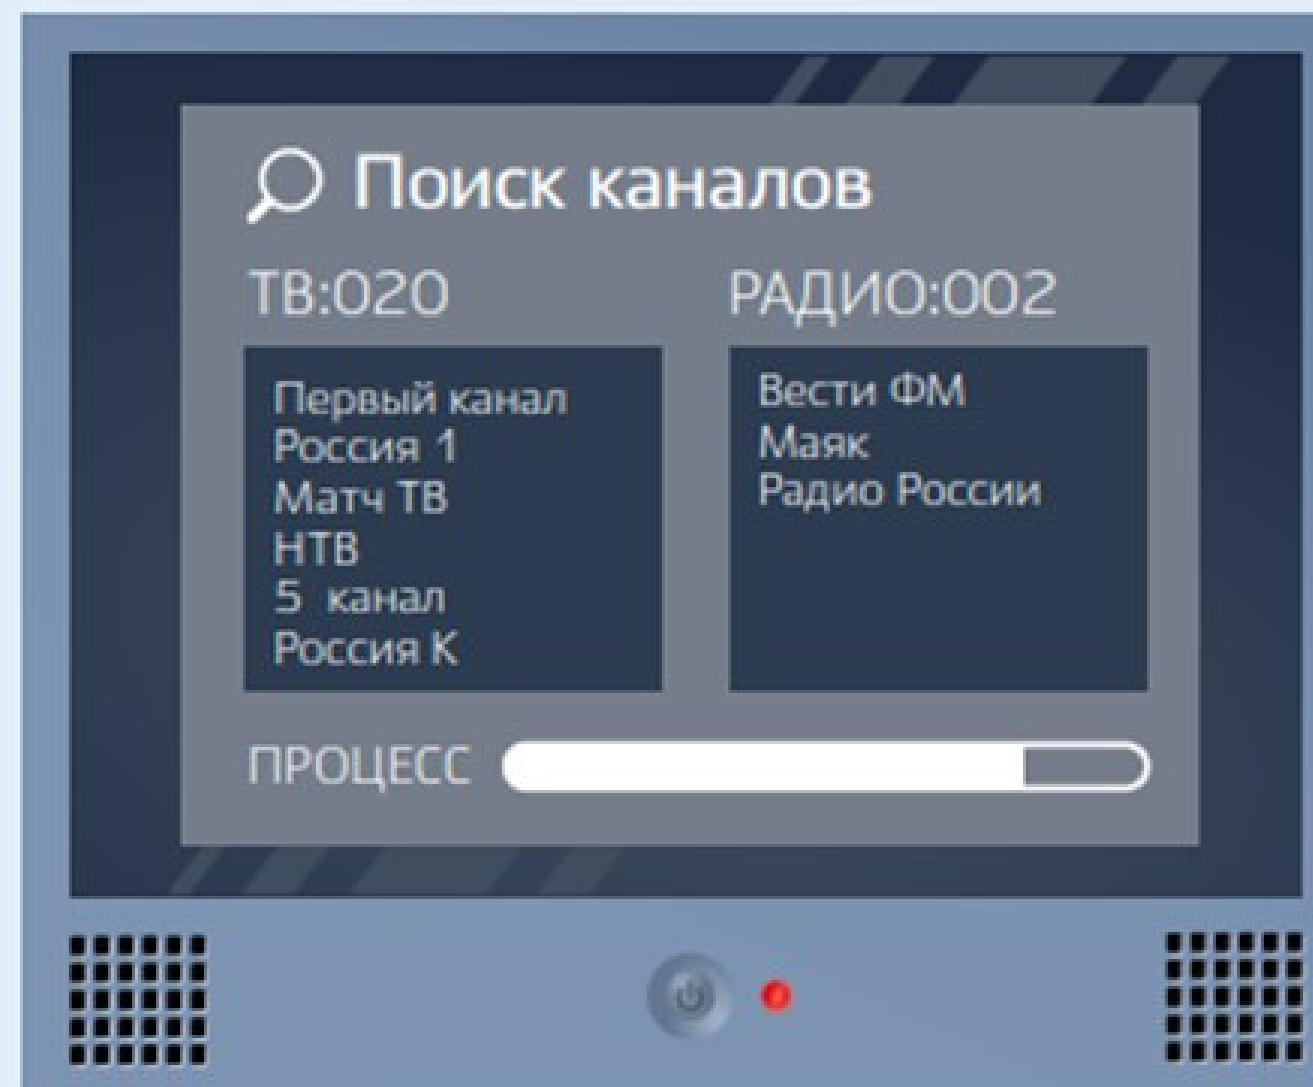 Поиск каналов
ТВ:020
Первый канал
Россия 1
Матч ТВ
НТВ
5 канал
Россия К
РАДИО:002
Вести ФМ
Маяк
Радио России
ПРОЦЕСС